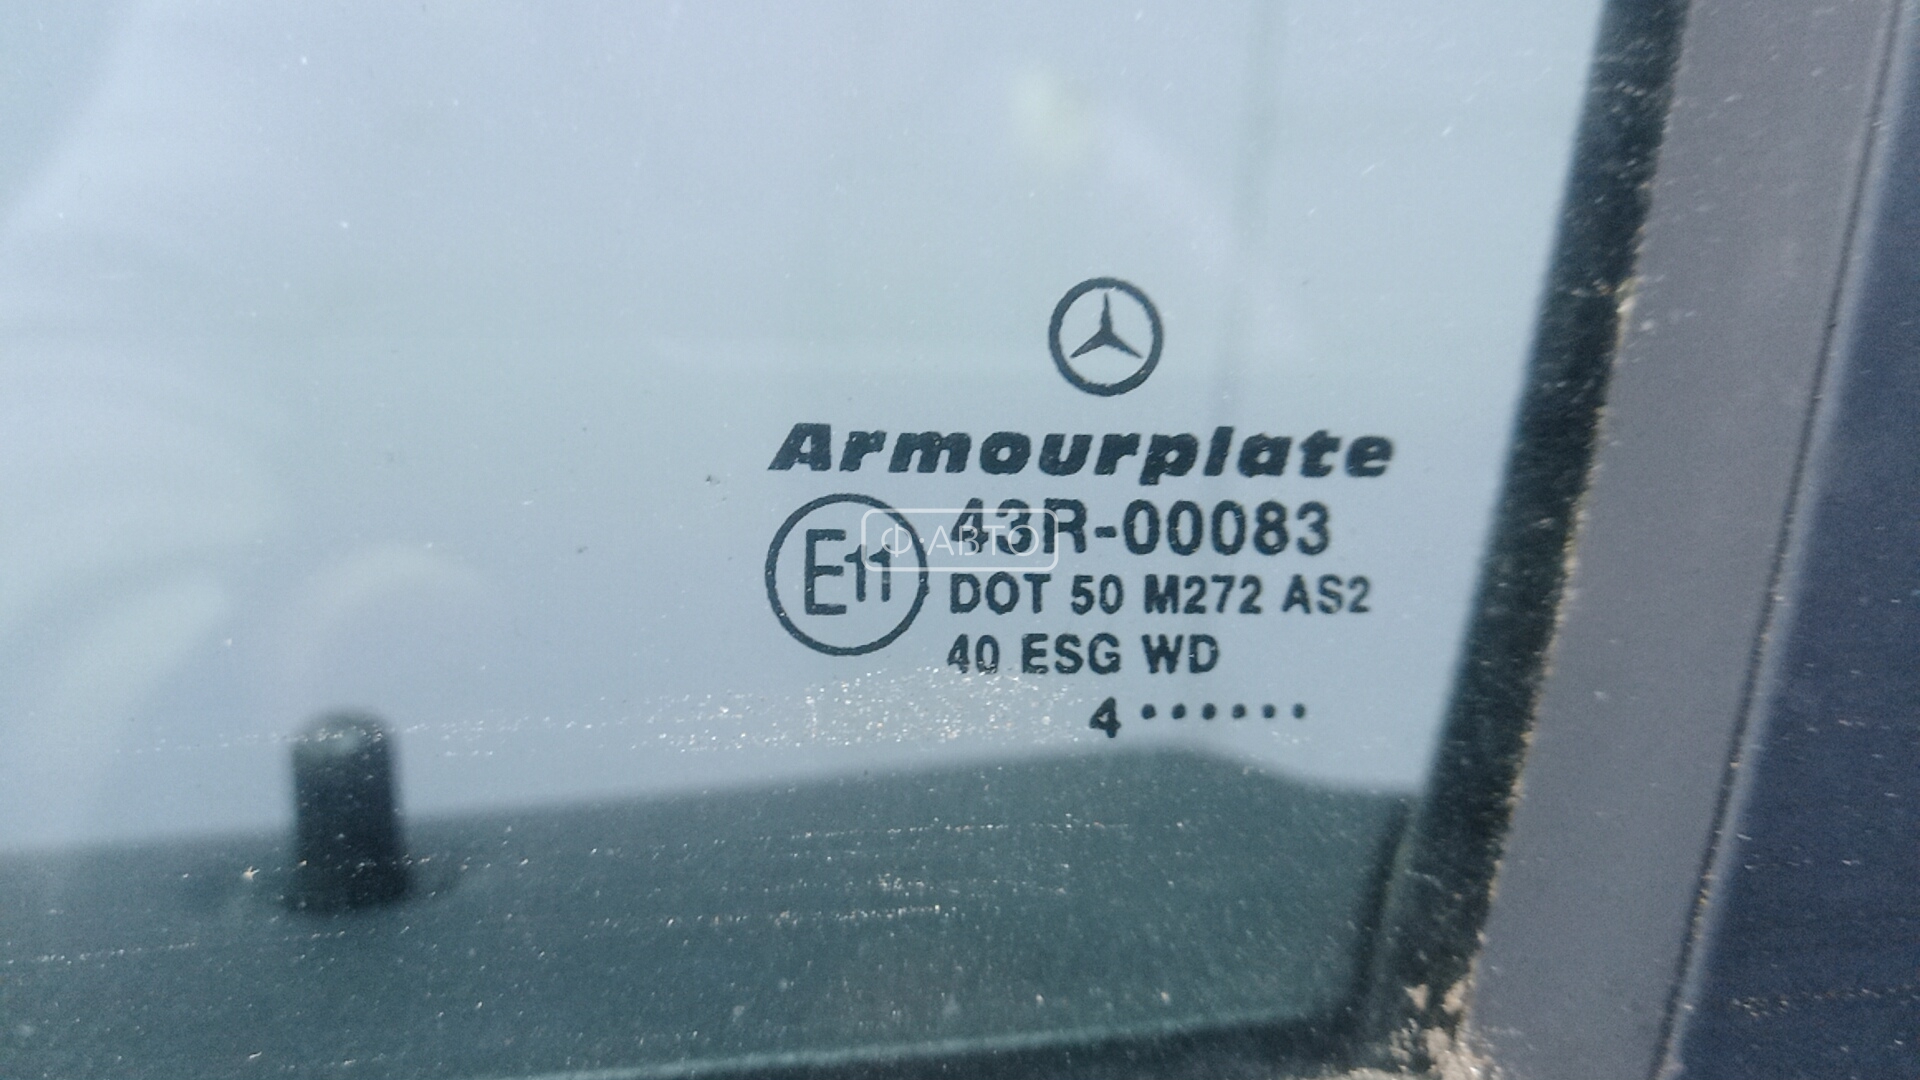 Armourplate
E11
43R-00083
Ф-АВТО
DOT 50 M272 AS2
40 ESG WD
4 ······